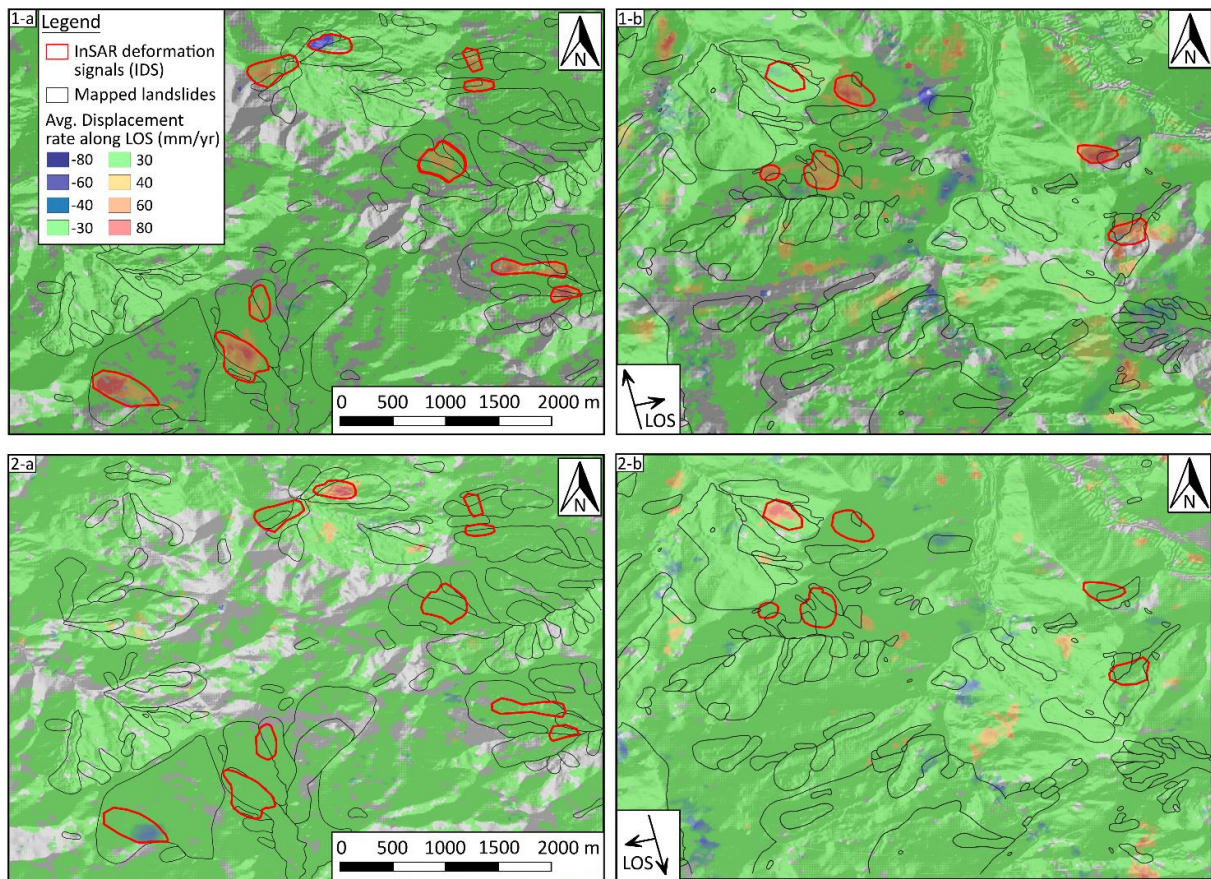 1-a
Legend
InSAR deformation
signals (IDS)
Mapped landslides
Avg. Displacement
rate along LOS (mm/yr)
-80 30
-60 40
-40 60
-30 80
N
0 500 1000 1500 2000 m
1-b
N
LOS
2-a
N
0 500 1000 1500 2000 m
2-b
N
LOS